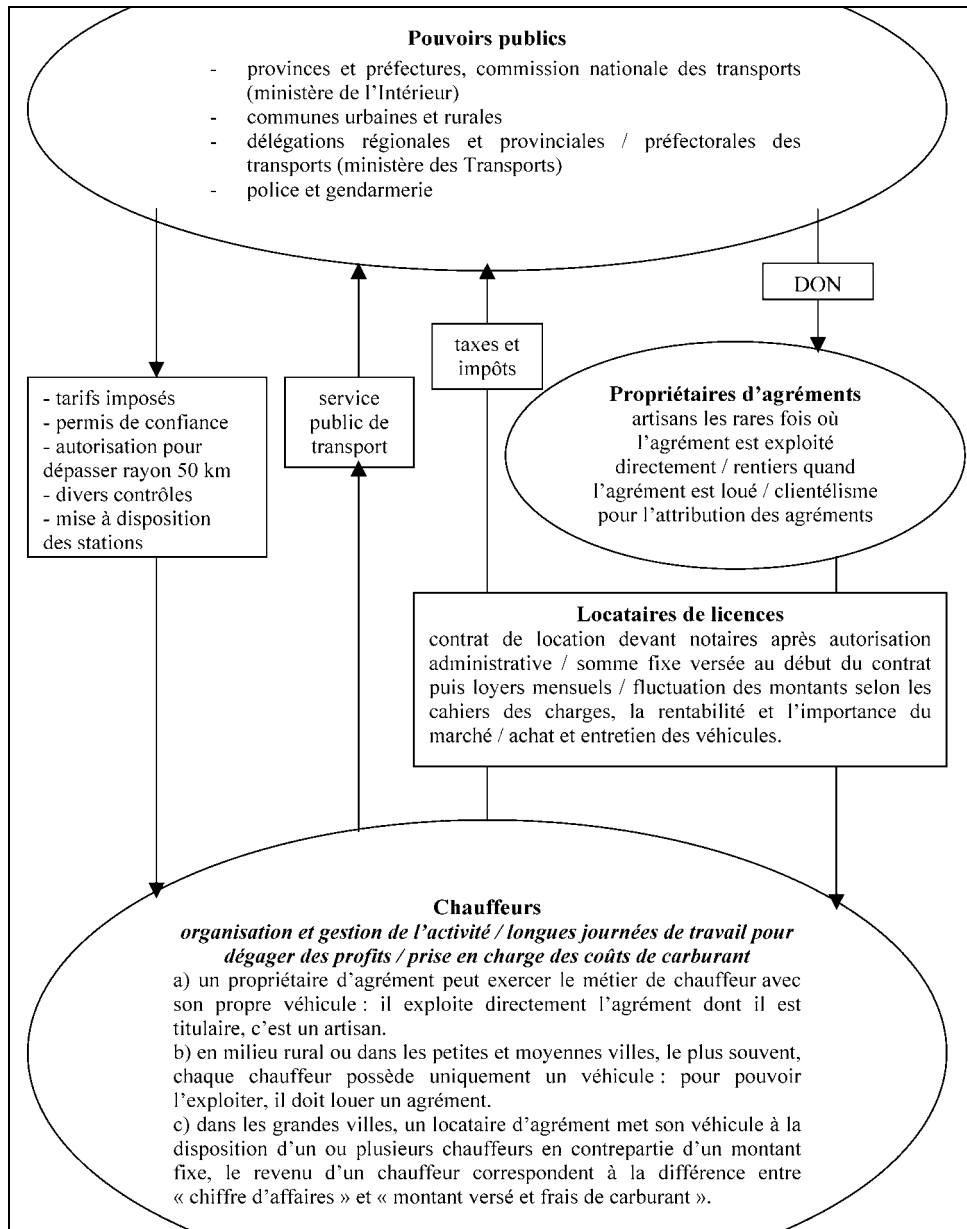 Pouvoirs publics
- provinces et préfectures, commission nationale des transports
(ministère de l'Intérieur)
- communes urbaines et rurales
- délégations régionales et provinciales / préfectorales des
transports (ministère des Transports)
- police et gendarmerie
DON
taxes et
impôts
service
public de
transport
- tarifs imposés
- permis de confiance
- autorisation pour
dépasser rayon 50 km
- divers contrôles
- mise à disposition
des stations
Propriétaires d'agréments
artisans les rares fois où
l'agrément est exploité
directement / rentiers quand
l'agrément est loué / clientélisme
pour l'attribution des agréments
Locataires de licences
contrat de location devant notaires après autorisation
administrative / somme fixe versée au début du contrat
puis loyers mensuels / fluctuation des montants selon les
cahiers des charges, la rentabilité et l'importance du
marché / achat et entretien des véhicules.
Chauffeurs
organisation et gestion de l'activité / longues journées de travail pour
dégager des profits / prise en charge des coûts de carburant
a) un propriétaire d'agrément peut exercer le métier de chauffeur avec
son propre véhicule : il exploite directement l'agrément dont il est
titulaire, c'est un artisan.
b) en milieu rural ou dans les petites et moyennes villes, le plus souvent,
chaque chauffeur possède uniquement un véhicule : pour pouvoir
l'exploiter, il doit louer un agrément.
c) dans les grandes villes, un locataire d'agrément met son véhicule à la
disposition d'un ou plusieurs chauffeurs en contrepartie d'un montant
fixe, le revenu d'un chauffeur correspondent à la différence entre
« chiffre d'affaires » et « montant versé et frais de carburant ».